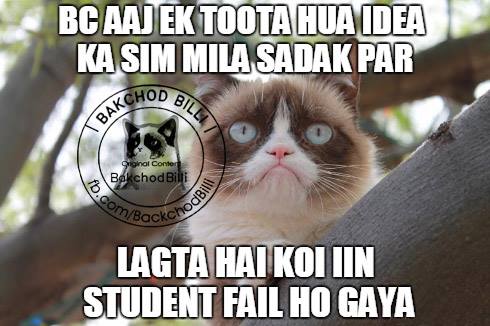 BC AAJ EK TOOTA HUA IDEA
KA SIM MILA SADAK PAR
BAKCHOD BILLI
Original Content
BakchodBilli
fb.com/BackchodBilli
LAGTA HAI KOI IIN
STUDENT FAIL HO GAYA